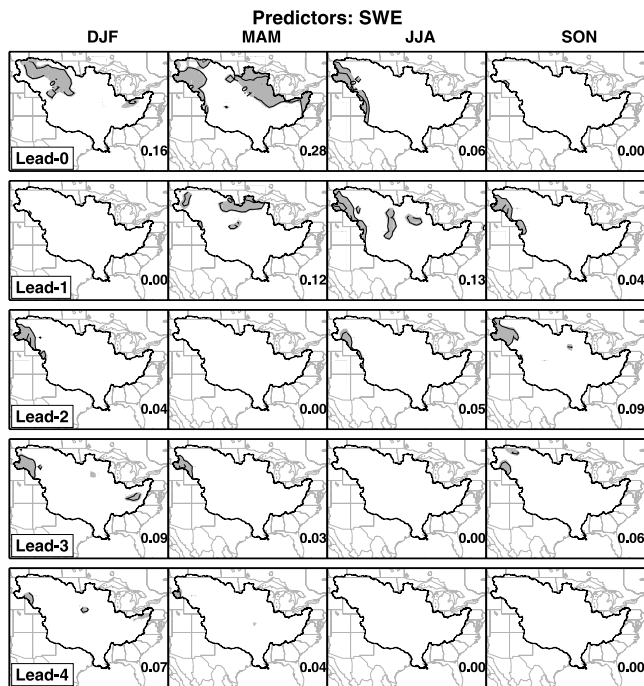 Predictors: SWE
DJF MAM JJA SON
Lead-0 0.16 0.28 0.06 0.00
Lead-1 0.00 0.12 0.13 0.04
Lead-2 0.04 0.00 0.05 0.09
Lead-3 0.09 0.03 0.00 0.06
Lead-4 0.07 0.04 0.00 0.00